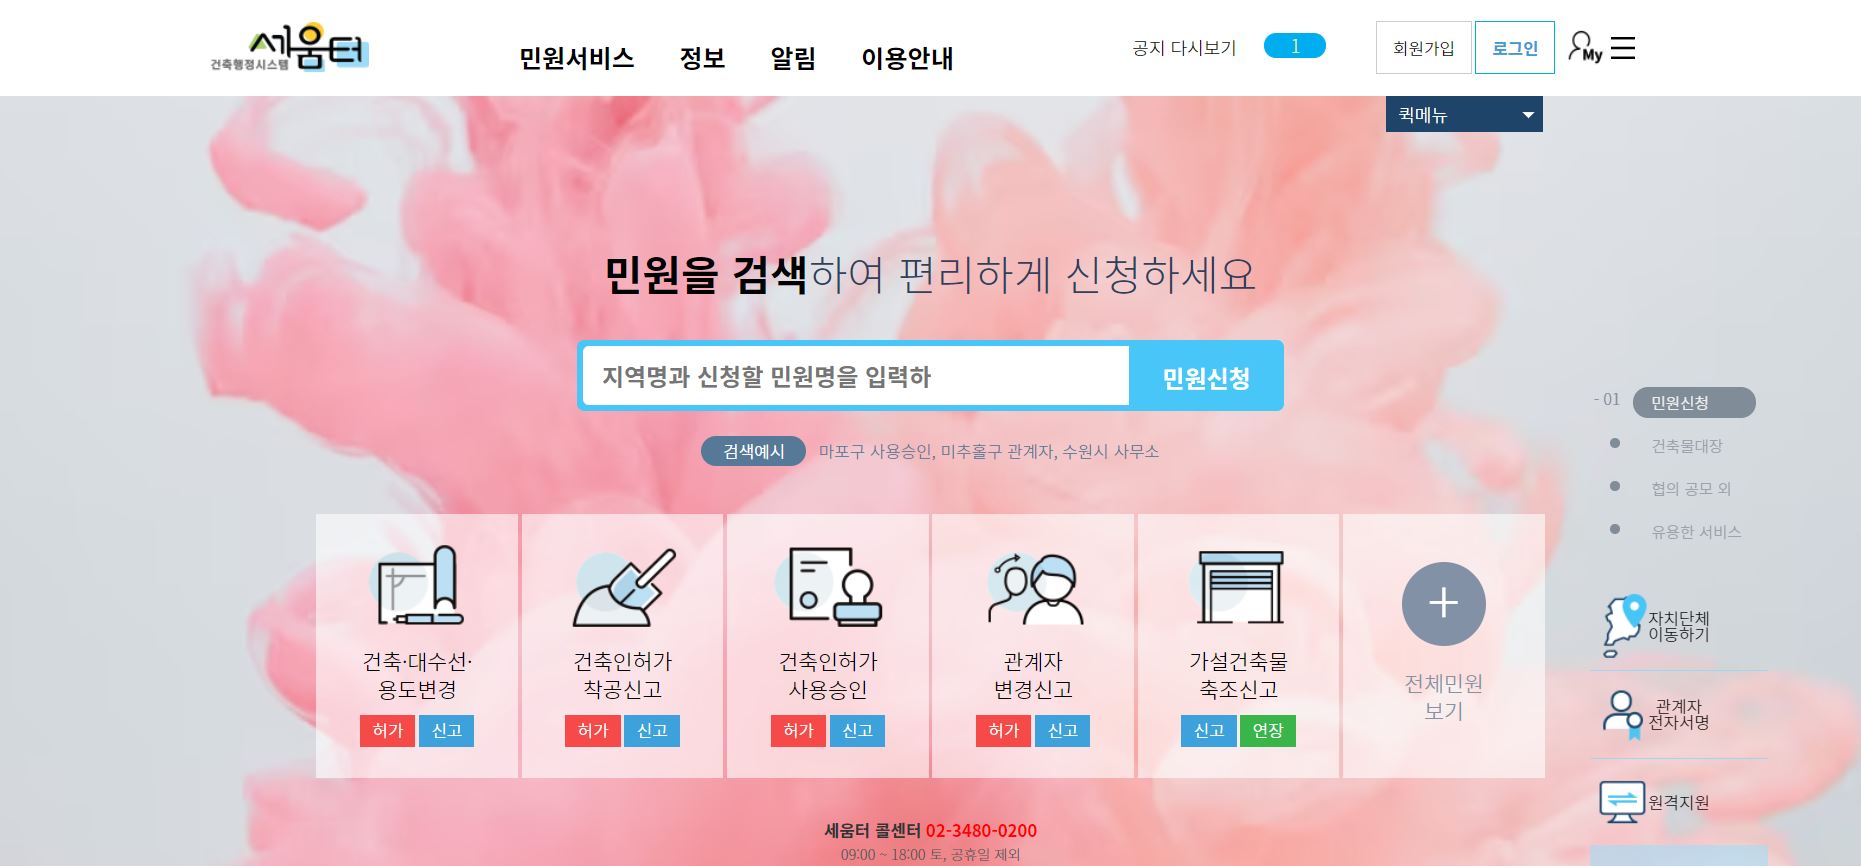 세움터
건축행정시스템
민원서비스 정보 알림 이용안내
공지 다시보기 1
회원가입 로그인 My
퀵메뉴
민원을 검색하여 편리하게 신청하세요
지역명과 신청할 민원명을 입력하
민원신청
검색예시 마포구 사용승인, 미추홀구 관계자, 수원시 사무소
건축·대수선·
용도변경
허가 신고
건축인허가
착공신고
허가 신고
건축인허가
사용승인
허가 신고
관계자
변경신고
허가 신고
가설건축물
축조신고
신고 연장
전체민원
보기
- 01 민원신청
건축물대장
협의 공모 외
유용한 서비스
자치단체
이동하기
관계자
전자서명
원격지원
세움터 콜센터 02-3480-0200
09:00 ~ 18:00 토, 공휴일 제외